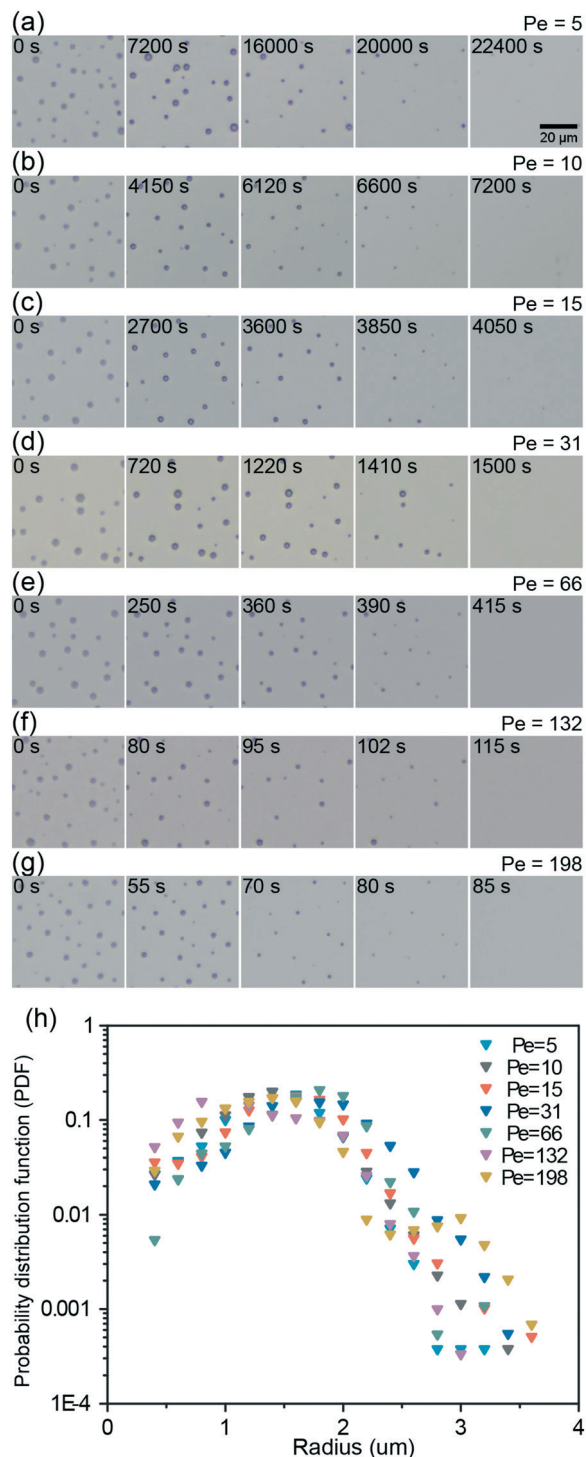 (a) Pe = 5
0 s 7200 s 16000 s 20000 s 22400 s
20 µm
(b) Pe = 10
0 s 4150 s 6120 s 6600 s 7200 s
(c) Pe = 15
0 s 2700 s 3600 s 3850 s 4050 s
(d) Pe = 31
0 s 720 s 1220 s 1410 s 1500 s
(e) Pe = 66
0 s 250 s 360 s 390 s 415 s
(f) Pe = 132
0 s 80 s 95 s 102 s 115 s
(g) Pe = 198
0 s 55 s 70 s 80 s 85 s
(h)
Probability distribution function (PDF)
1
0.1
0.01
0.001
1E-4
Pe=5
Pe=10
Pe=15
Pe=31
Pe=66
Pe=132
Pe=198
0 1 2 3 4
Radius (um)